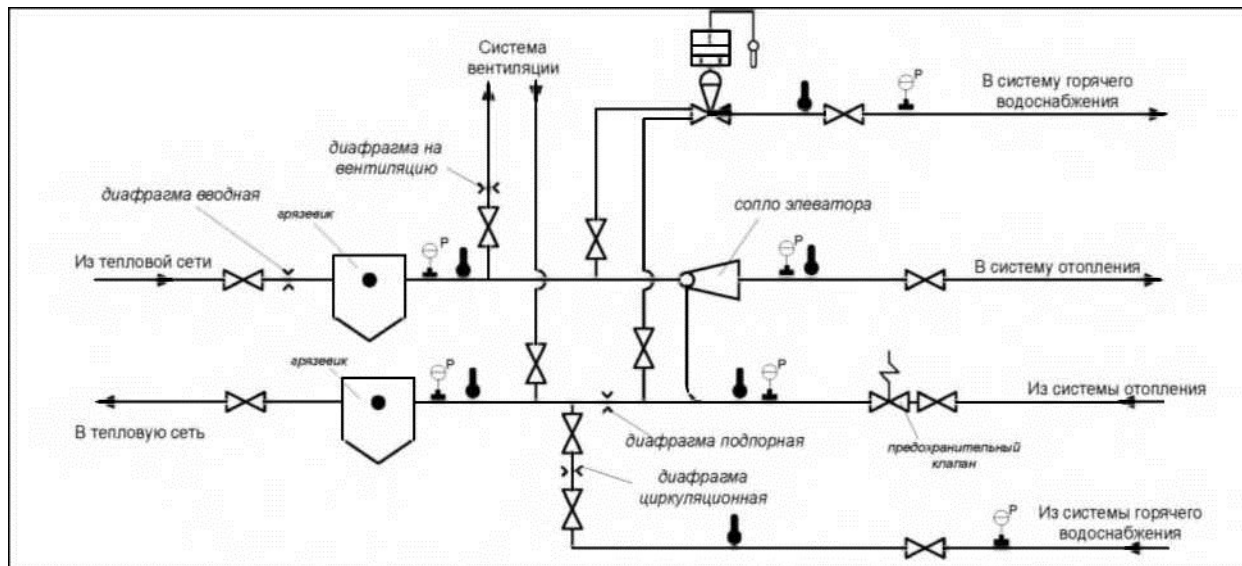 Система
вентиляции
P
В систему горячего
водоснабжения
диафрагма на
вентиляцию
диафрагма вводная
грязевик
сопло элеватора
P
P
Из тепловой сети
В систему отопления
грязевик
P
P
Из системы отопления
В тепловую сеть
диафрагма подпорная
предохранительный
клапан
диафрагма
циркуляционная
P
Из системы горячего
водоснабжения